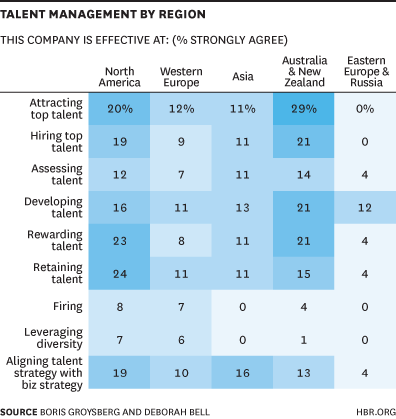 TALENT MANAGEMENT BY REGION
THIS COMPANY IS EFFECTIVE AT: (% STRONGLY AGREE)
North America Western Europe Asia Australia & New Zealand Eastern Europe & Russia
Attracting top talent 20% 12% 11% 29% 0%
Hiring top talent 19 9 11 21 0
Assessing talent 12 7 11 14 4
Developing talent 16 11 13 21 12
Rewarding talent 23 8 11 21 4
Retaining talent 24 11 11 15 4
Firing 8 7 0 4 0
Leveraging diversity 7 6 0 1 0
Aligning talent strategy with biz strategy 19 10 16 13 4
SOURCE BORIS GROYSBERG AND DEBORAH BELL HBR.ORG